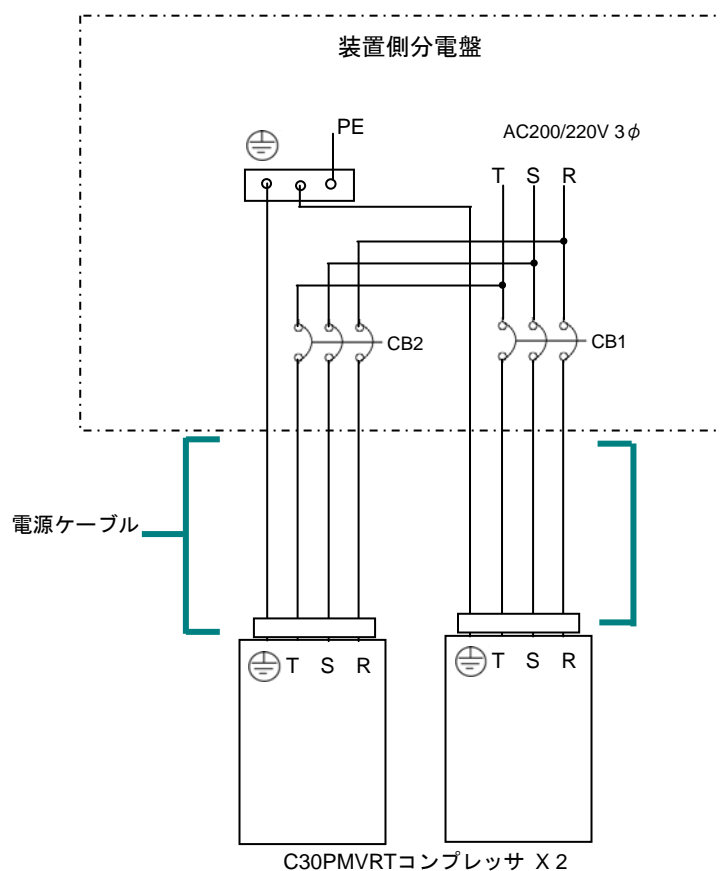 装置側分電盤
PE
AC200/220V 3φ
T S R
CB2
CB1
電源ケーブル
T S R
T S R
C30PMVRTコンプレッサ X 2